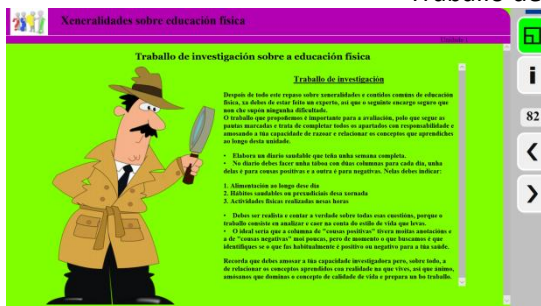 Traballo de
Xeneralidades sobre educación física
Unidade 1
Traballo de investigación sobre a educación física
Traballo de investigación
Despois de todo este repaso sobre xeneralidades e contidos comúns de educación
física, xa debes de estar feito un experto, así que o seguinte encargo seguro que
non che supón ningunha dificultade.
O traballo que propoñemos é importante para a avaliación, polo que segue as
pautas marcadas e trata de completar todos os apartados con responsabilidade e
amosando a túa capacidade de razoar e relacionar os conceptos que aprendiches
ao longo desta unidade.
• Elabora un diario saudable que teña unha semana completa.
• No diario debes facer unha táboa con dúas columnas para cada día, unha
delas é para cousas positivas e a outra é para negativas. Nelas debes indicar:
1. Alimentación ao longo dese día
2. Hábitos saudables ou prexudiciais desa xornada
3. Actividades físicas realizadas nesas horas
• Debes ser realista e contar a verdade sobre todas esas cuestións, porque o
traballo consiste en analizar e caer na conta do estilo de vida que levas.
• O ideal sería que a columna de "cousas positivas" tivera moitas anotacións e
a de "cousas negativas" moi poucas, pero de momento o que buscamos é que
identifiques se o que fas habitualmente é positivo ou negativo para a túa saúde.
Recorda que debes amosar a túa capacidade investigadora pero, sobre todo, a
de relacionar os conceptos aprendidos coa realidade na que vives, así que ánimo,
amósanos que dominas o concepto de calidade de vida e prepara un bo traballo.
82